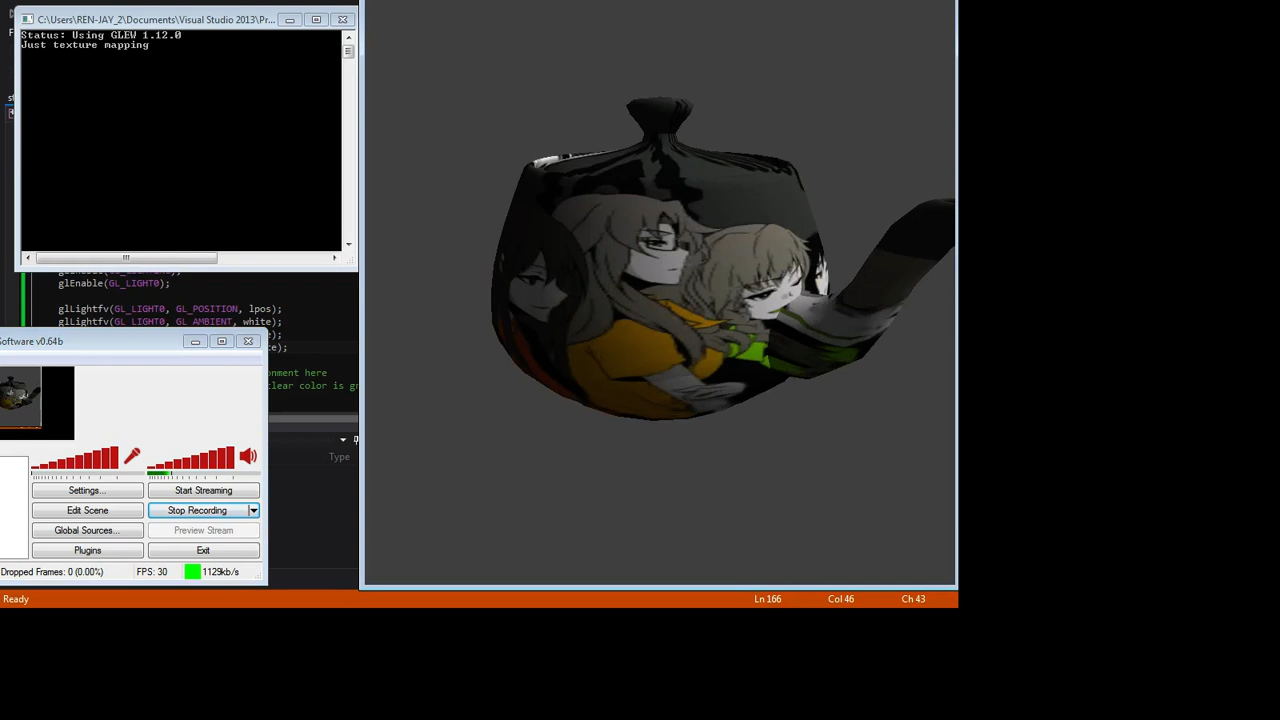 C:\Users\REN-JAY_2\Documents\Visual Studio 2013\Pr...
Status: Using GLEW 1.12.0
Just texture mapping
glEnable(GL_LIGHT0);
glLightfv(GL_LIGHT0, GL_POSITION, lpos);
glLightfv(GL_LIGHT0, GL_AMBIENT, white);
Software v0.64b
onment here
clear color is gr
Type
Settings...
Start Streaming
Edit Scene
Stop Recording
Global Sources...
Preview Stream
Plugins
Exit
Dropped Frames: 0 (0.00%)
FPS: 30
1129kb/s
Ready
Ln 166
Col 46
Ch 43